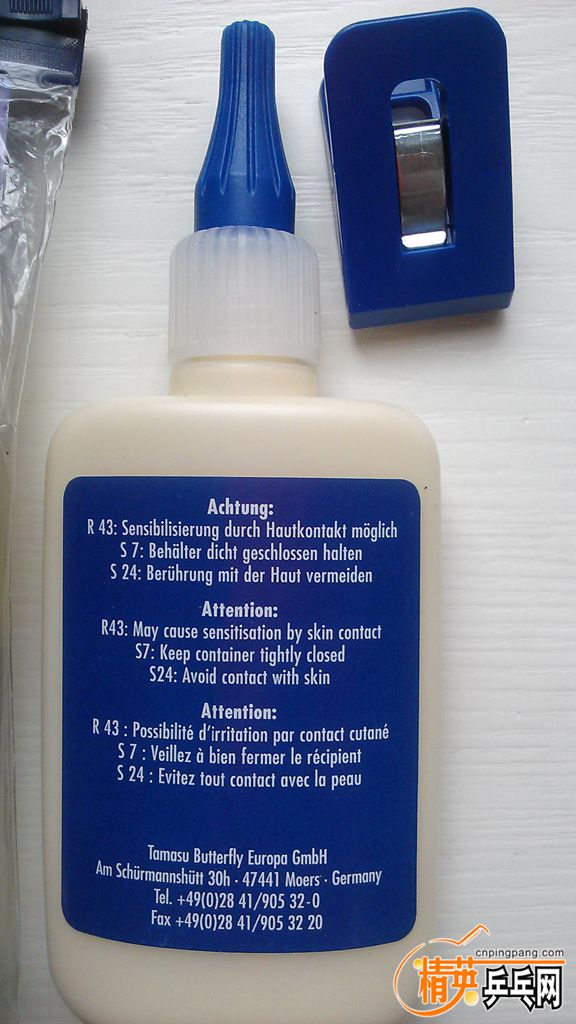 Achtung:
R 43: Sensibilisierung durch Hautkontakt möglich
S 7: Behälter dicht geschlossen halten
S 24: Berührung mit der Haut vermeiden
Attention:
R43: May cause sensitisation by skin contact
S7: Keep container tightly closed
S24: Avoid contact with skin
Attention:
R 43 : Possibilité d'irritation par contact cutané
S 7 : Veillez à bien fermer le récipient
S 24 : Evitez tout contact avec la peau
Tamasu Butterfly Europa GmbH
Am Schürmannshütt 30h · 47441 Moers · Germany
Tel. +49(0)28 41/905 32-0
Fax +49(0)28 41/905 32 20
cnpingpang.com
精英乒乓网